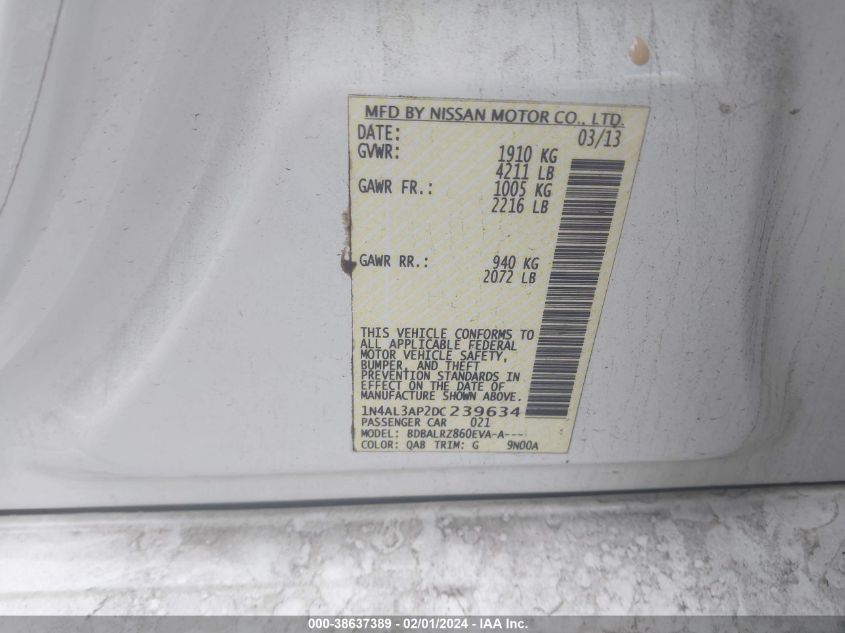 MFD BY NISSAN MOTOR CO., LTD.
DATE: 03/13
GVWR: 1910 KG
4211 LB
GAWR FR.: 1005 KG
2216 LB
GAWR RR.: 940 KG
2072 LB
THIS VEHICLE CONFORMS TO
ALL APPLICABLE FEDERAL
MOTOR VEHICLE SAFETY,
BUMPER, AND THEFT
PREVENTION STANDARDS IN
EFFECT ON THE DATE OF
MANUFACTURE SHOWN ABOVE.
1N4AL3AP2DC239634
PASSENGER CAR 021
MODEL: BDBALRZ860EVA-A---
COLOR: QAB TRIM: G 9N00A
000-38637389 - 02/01/2024 - IAA Inc.